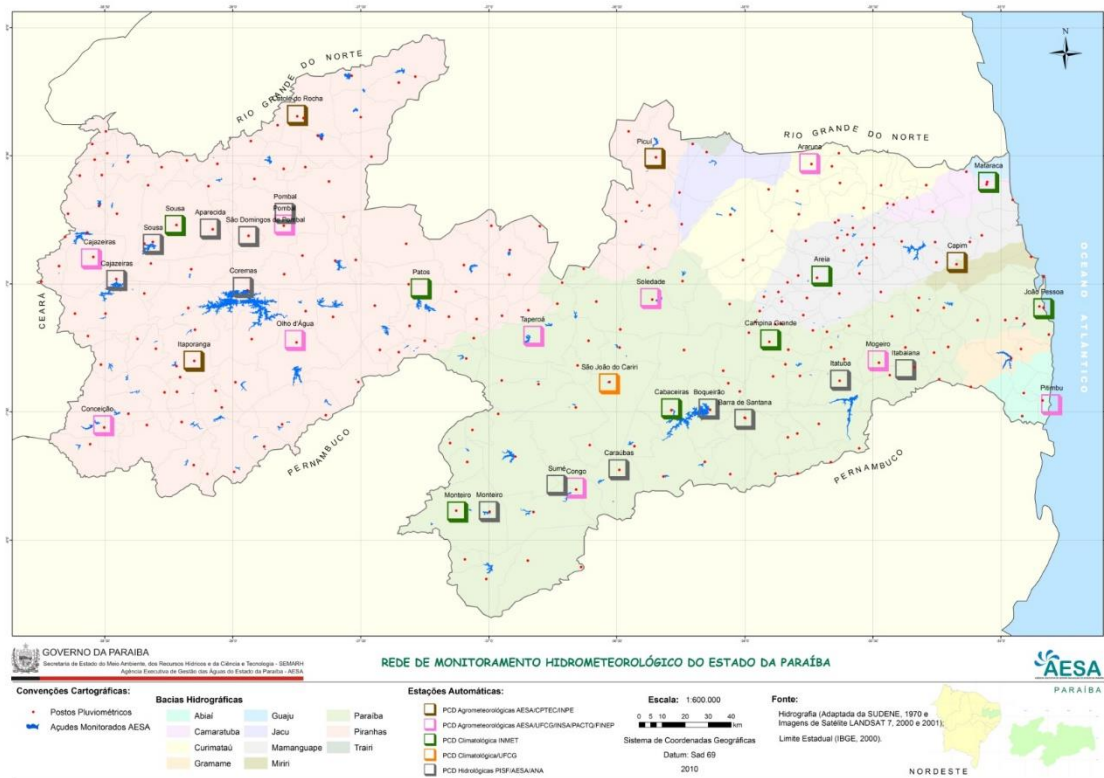 RIO GRANDE DO NORTE
Catolé do Rocha
Picuí
RIO GRANDE DO NORTE
Araruna
Mataraca
N
Pombal
Pombal
Sousa
Aparecida
São Domingos de Pombal
Sousa
Cajazeiras
Cajazeiras
Coremas
Patos
Areia
Capim
CEARÁ
Soledade
João Pessoa
OCEANO ATLÂNTICO
Olho d'Água
Taperoá
Campina Grande
Itaporanga
Mogeiro
Itabaiana
São João do Cariri
Itatuba
Conceição
Cabaceiras
Boqueirão
Barra de Santana
Pitimbu
PERNAMBUCO
Caraúbas
PERNAMBUCO
Sumé
Congo
Monteiro
Monteiro
GOVERNO DA PARAIBA
Secretaria de Estado do Meio Ambiente, dos Recursos Hídricos e da Ciência e Tecnologia - SEMARH
Agência Executiva de Gestão das Águas do Estado da Paraíba - AESA
REDE DE MONITORAMENTO HIDROMETEOROLÓGICO DO ESTADO DA PARAÍBA
AESA
PARAÍBA
Convenções Cartográficas:
Postos Pluviométricos
Açudes Monitorados AESA
Bacias Hidrográficas
Abiaí
Guaju
Paraíba
Camaratuba
Jacu
Piranhas
Curimataú
Mamanguape
Trairi
Gramame
Miriri
Estações Automáticas:
PCD Agrometeorológicas AESA/CPTEC/INPE
PCD Agrometeorológicas AESA/UFCG/INSA/PACTO/FINEP
PCD Climatológica INMET
PCD Climatológica/UFCG
PCD Hidrológicas PISF/AESA/ANA
Escala: 1:600.000
0 5 10 20 30 40
km
Sistema de Coordenadas Geográficas
Datum: Sad 69
2010
Fonte:
Hidrografia (Adaptada da SUDENE, 1970 e
Imagens de Satélite LANDSAT 7, 2000 e 2001);
Limite Estadual (IBGE, 2000).
NORDESTE